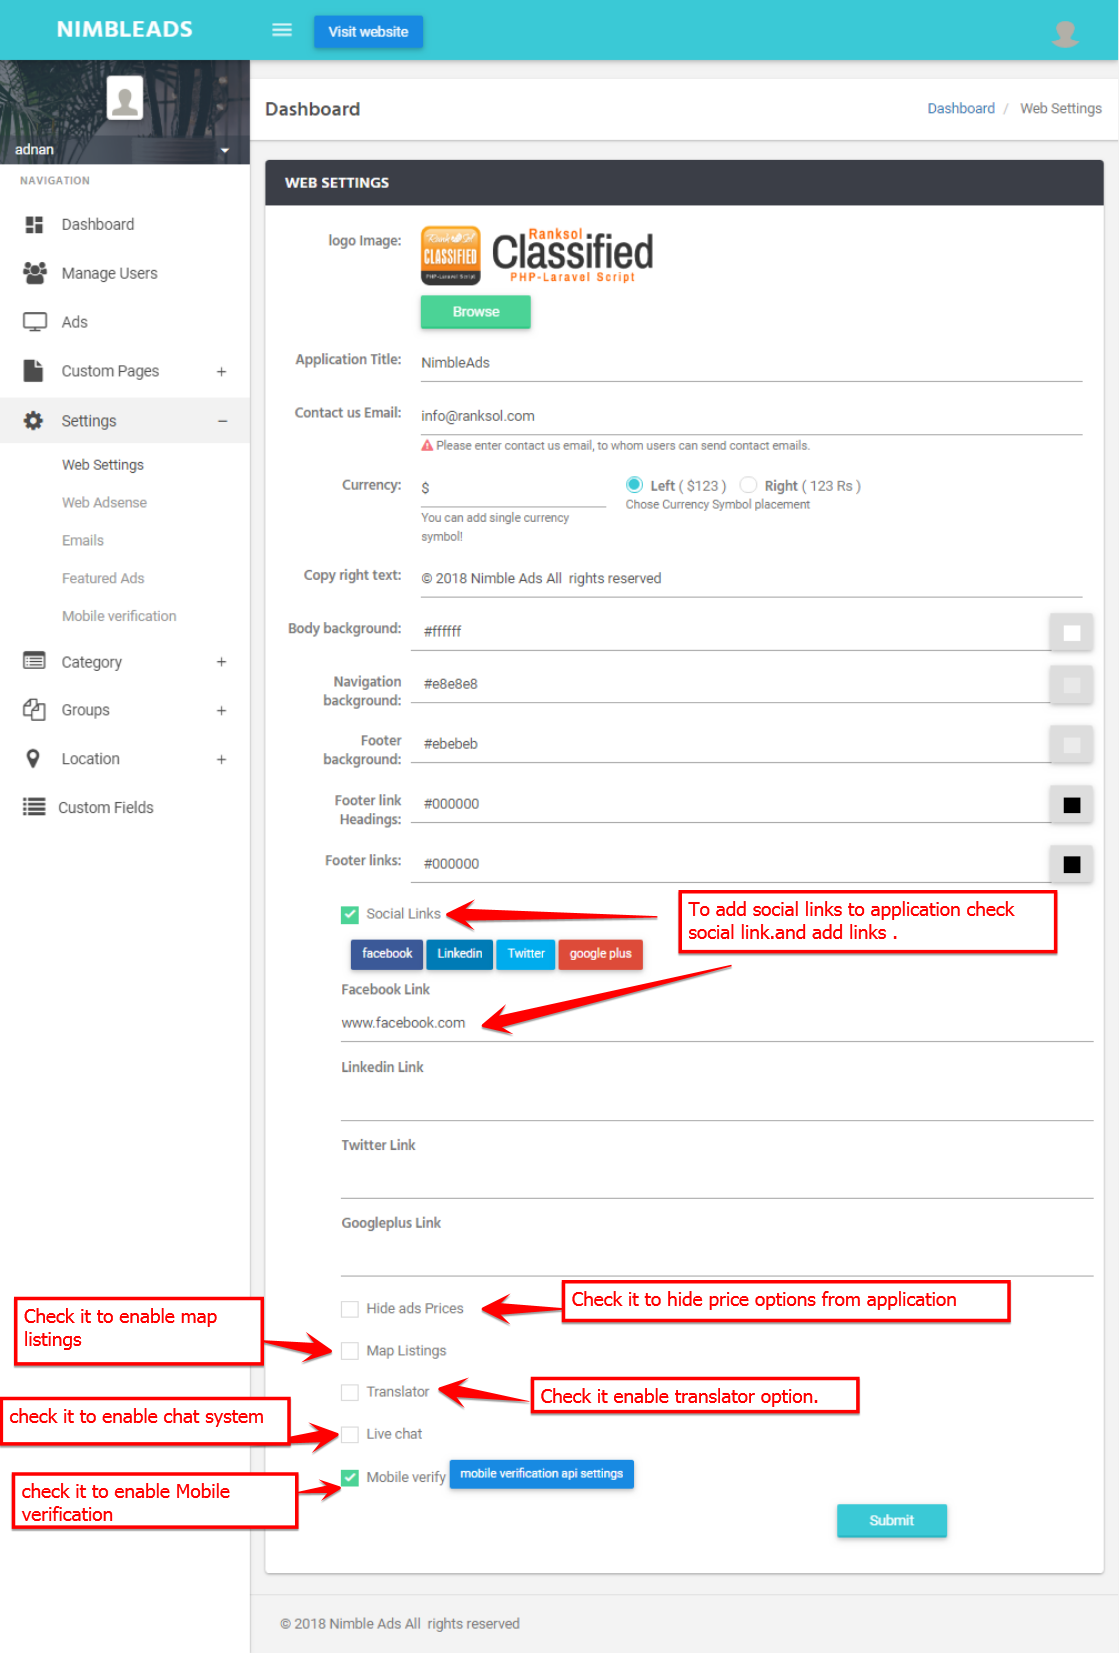 NIMBLEADS
Visit website
adnan
Dashboard
Dashboard / Web Settings
NAVIGATION
Dashboard
Manage Users
Ads
Custom Pages +
Settings −
Web Settings
Web Adsense
Emails
Featured Ads
Mobile verification
Category +
Groups +
Location +
Custom Fields
WEB SETTINGS
logo Image:
Rank Sol
CLASSIFIED
PHP-Laravel Script
Ranksol
Classified
PHP-Laravel Script
Browse
Application Title: NimbleAds
Contact us Email: info@ranksol.com
Please enter contact us email, to whom users can send contact emails.
Currency: $ Left ( $123 ) Right ( 123 Rs )
Chose Currency Symbol placement
You can add single currency
symbol!
Copy right text: © 2018 Nimble Ads All rights reserved
Body background: #ffffff
Navigation
background: #e8e8e8
Footer
background: #ebebeb
Footer link
Headings: #000000
Footer links: #000000
Social Links
To add social links to application check
social link.and add links .
facebook Linkedin Twitter google plus
Facebook Link
www.facebook.com
Linkedin Link
Twitter Link
Googleplus Link
Hide ads Prices
Check it to hide price options from application
Check it to enable map
listings
Map Listings
Translator
Check it enable translator option.
check it to enable chat system
Live chat
Mobile verify mobile verification api settings
check it to enable Mobile
verification
Submit
© 2018 Nimble Ads All rights reserved